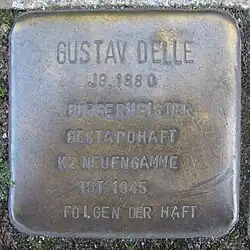 GUSTAV DELLE
JG. 1880
BÜRGERMEISTER
GESTAPOHAFT
KZ NEUENGAMME
TOT 1945
FOLGEN DER HAFT